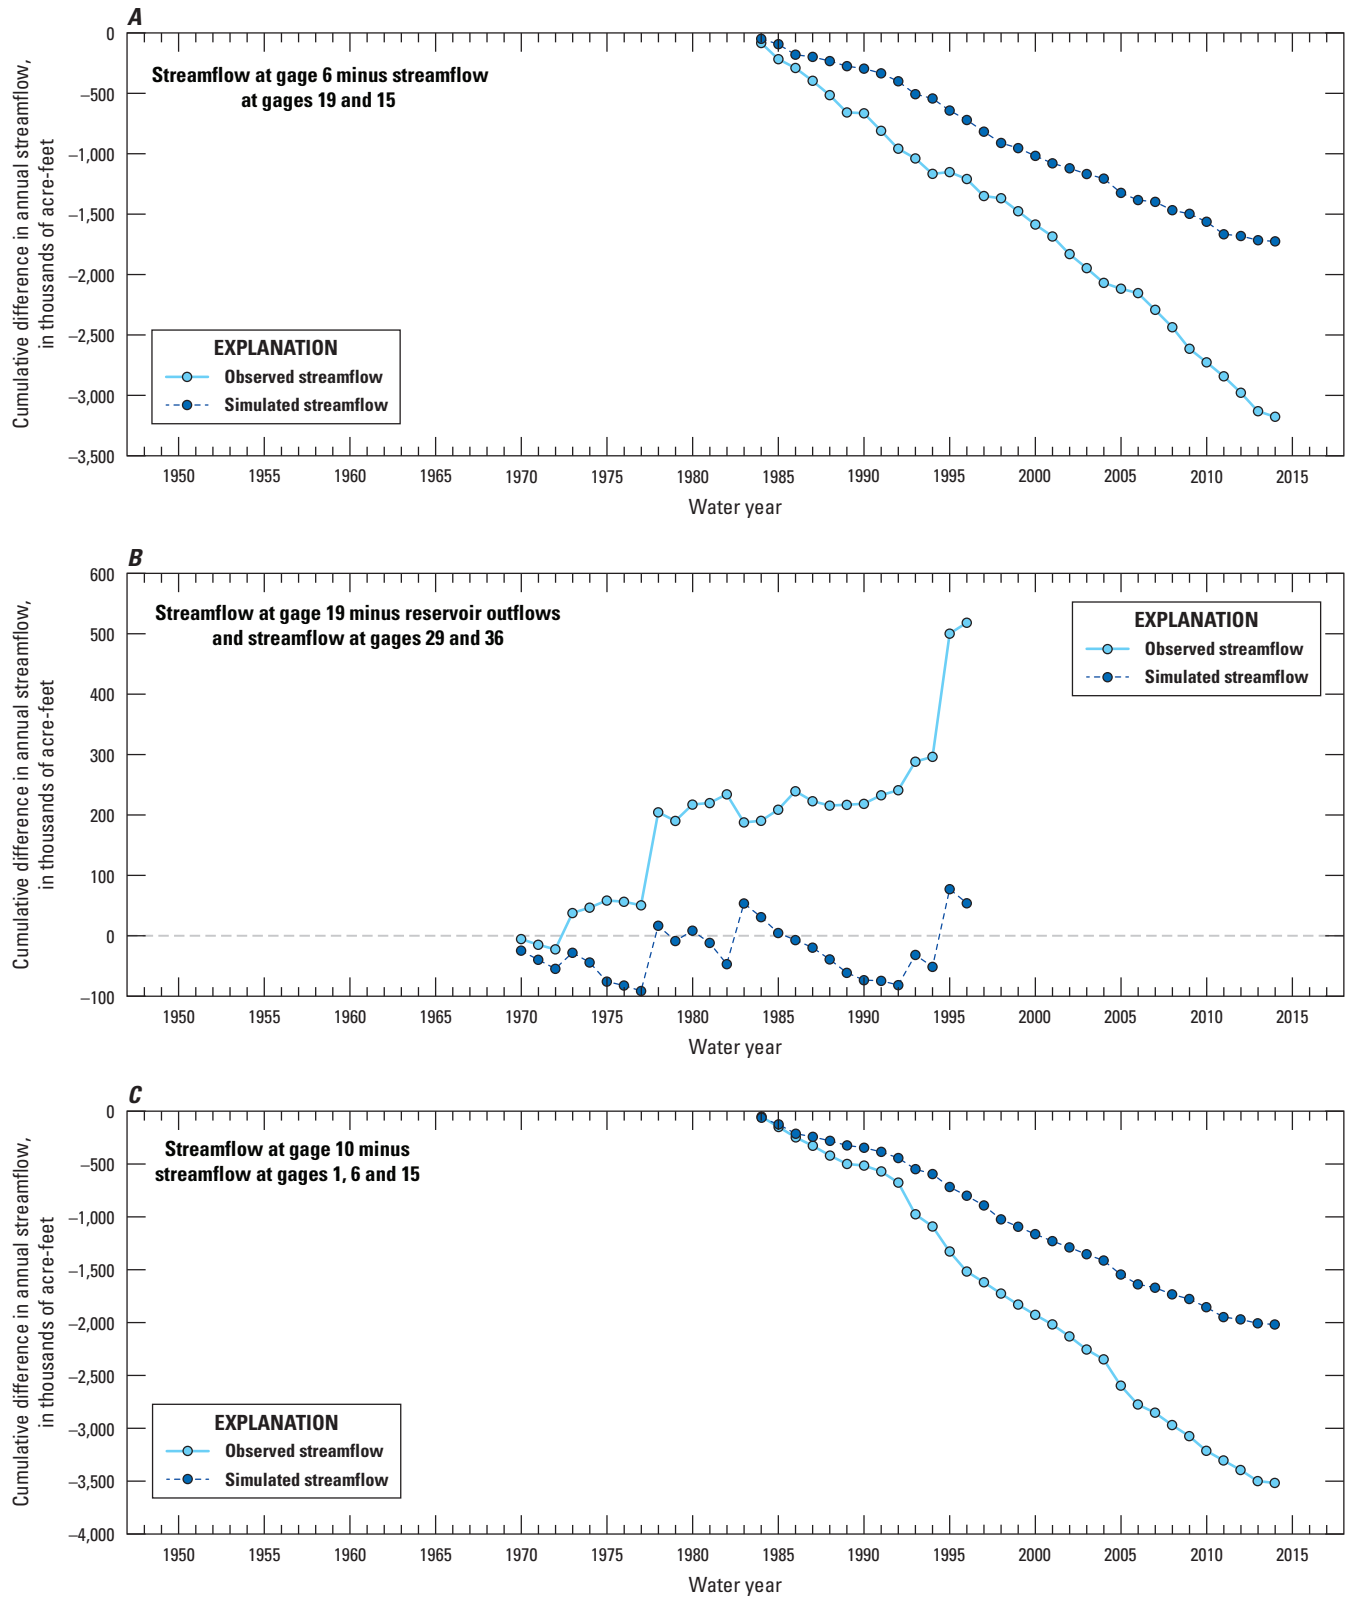 A
Cumulative difference in annual streamflow,
in thousands of acre-feet
0
–500
–1,000
–1,500
–2,000
–2,500
–3,000
–3,500
Streamflow at gage 6 minus streamflow
at gages 19 and 15
EXPLANATION
Observed streamflow
Simulated streamflow
1950 1955 1960 1965 1970 1975 1980 1985 1990 1995 2000 2005 2010 2015
Water year
B
Cumulative difference in annual streamflow,
in thousands of acre-feet
600
500
400
300
200
100
0
–100
Streamflow at gage 19 minus reservoir outflows
and streamflow at gages 29 and 36
EXPLANATION
Observed streamflow
Simulated streamflow
1950 1955 1960 1965 1970 1975 1980 1985 1990 1995 2000 2005 2010 2015
Water year
C
Cumulative difference in annual streamflow,
in thousands of acre-feet
0
–500
–1,000
–1,500
–2,000
–2,500
–3,000
–3,500
–4,000
Streamflow at gage 10 minus
streamflow at gages 1, 6 and 15
EXPLANATION
Observed streamflow
Simulated streamflow
1950 1955 1960 1965 1970 1975 1980 1985 1990 1995 2000 2005 2010 2015
Water year